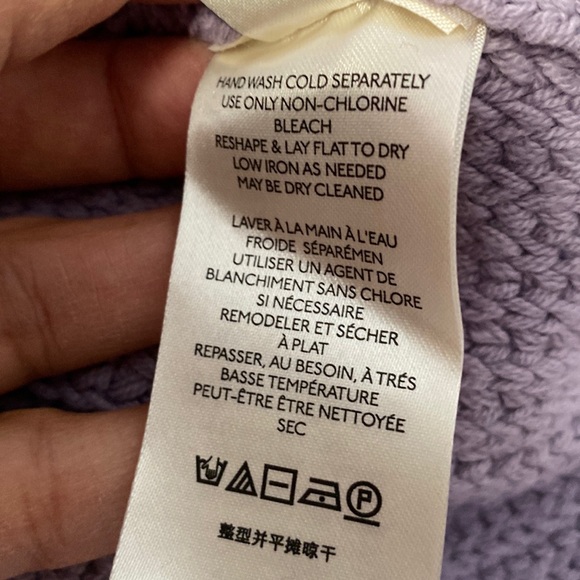 HAND WASH COLD SEPARATELY
USE ONLY NON-CHLORINE
BLEACH
RESHAPE & LAY FLAT TO DRY
LOW IRON AS NEEDED
MAY BE DRY CLEANED
LAVER À LA MAIN À L'EAU
FROIDE SÉPARÉMEN
UTILISER UN AGENT DE
BLANCHIMENT SANS CHLORE
SI NÉCESSAIRE
REMODELER ET SÉCHER
À PLAT
REPASSER, AU BESOIN, À TRÉS
BASSE TEMPÉRATURE
PEUT-ÊTRE ÊTRE NETTOYÉE
SEC
P
整型并平摊晾干